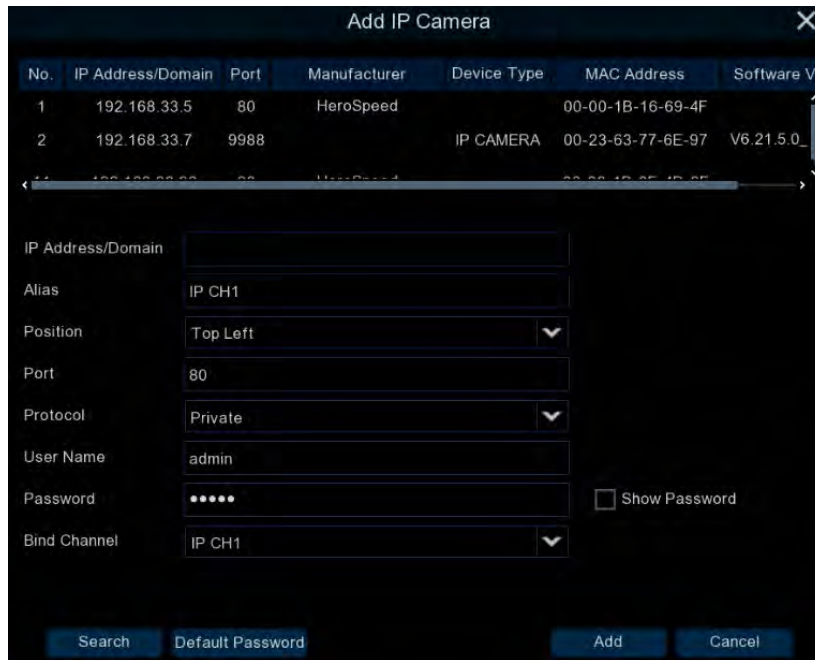 Add IP Camera
No. IP Address/Domain Port Manufacturer Device Type MAC Address Software V
1 192.168.33.5 80 HeroSpeed 00-00-1B-16-69-4F
2 192.168.33.7 9988 IP CAMERA 00-23-63-77-6E-97 V6.21.5.0_
IP Address/Domain
Alias IP CH1
Position Top Left
Port 80
Protocol Private
User Name admin
Password •••••  Show Password
Bind Channel IP CH1
Search Default Password Add Cancel